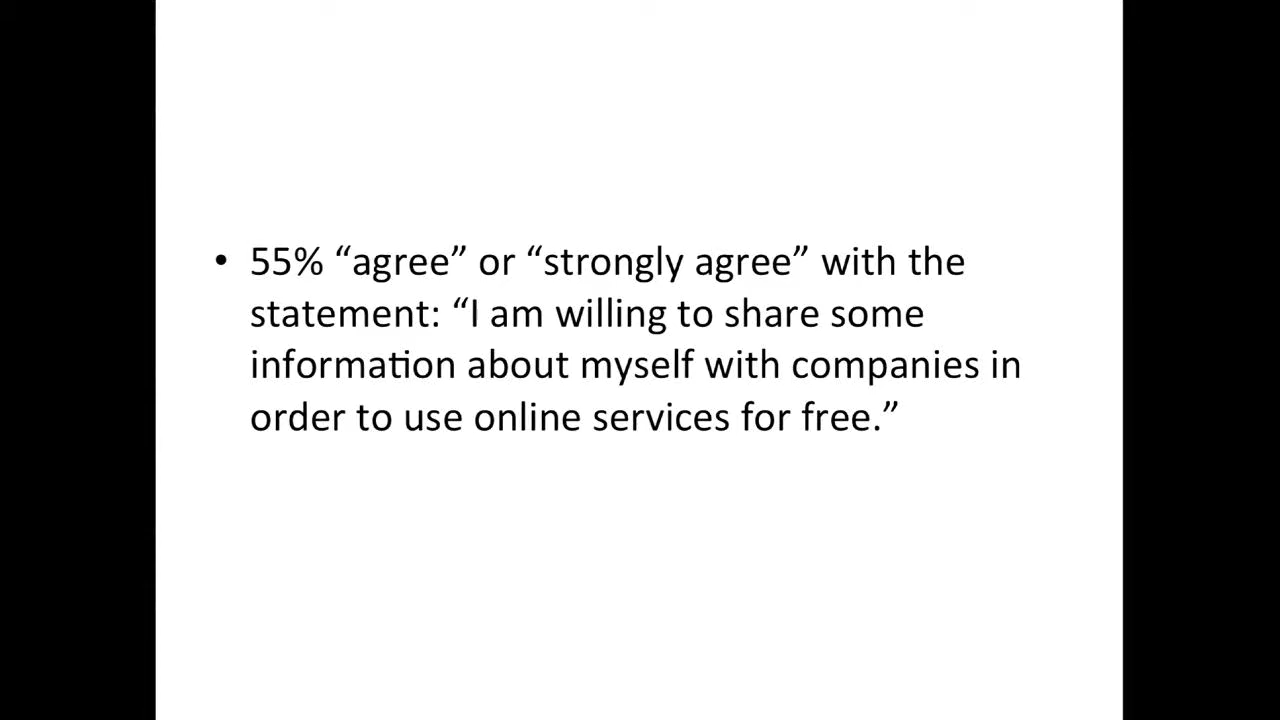 • 55% “agree” or “strongly agree” with the
statement: “I am willing to share some
information about myself with companies in
order to use online services for free.”